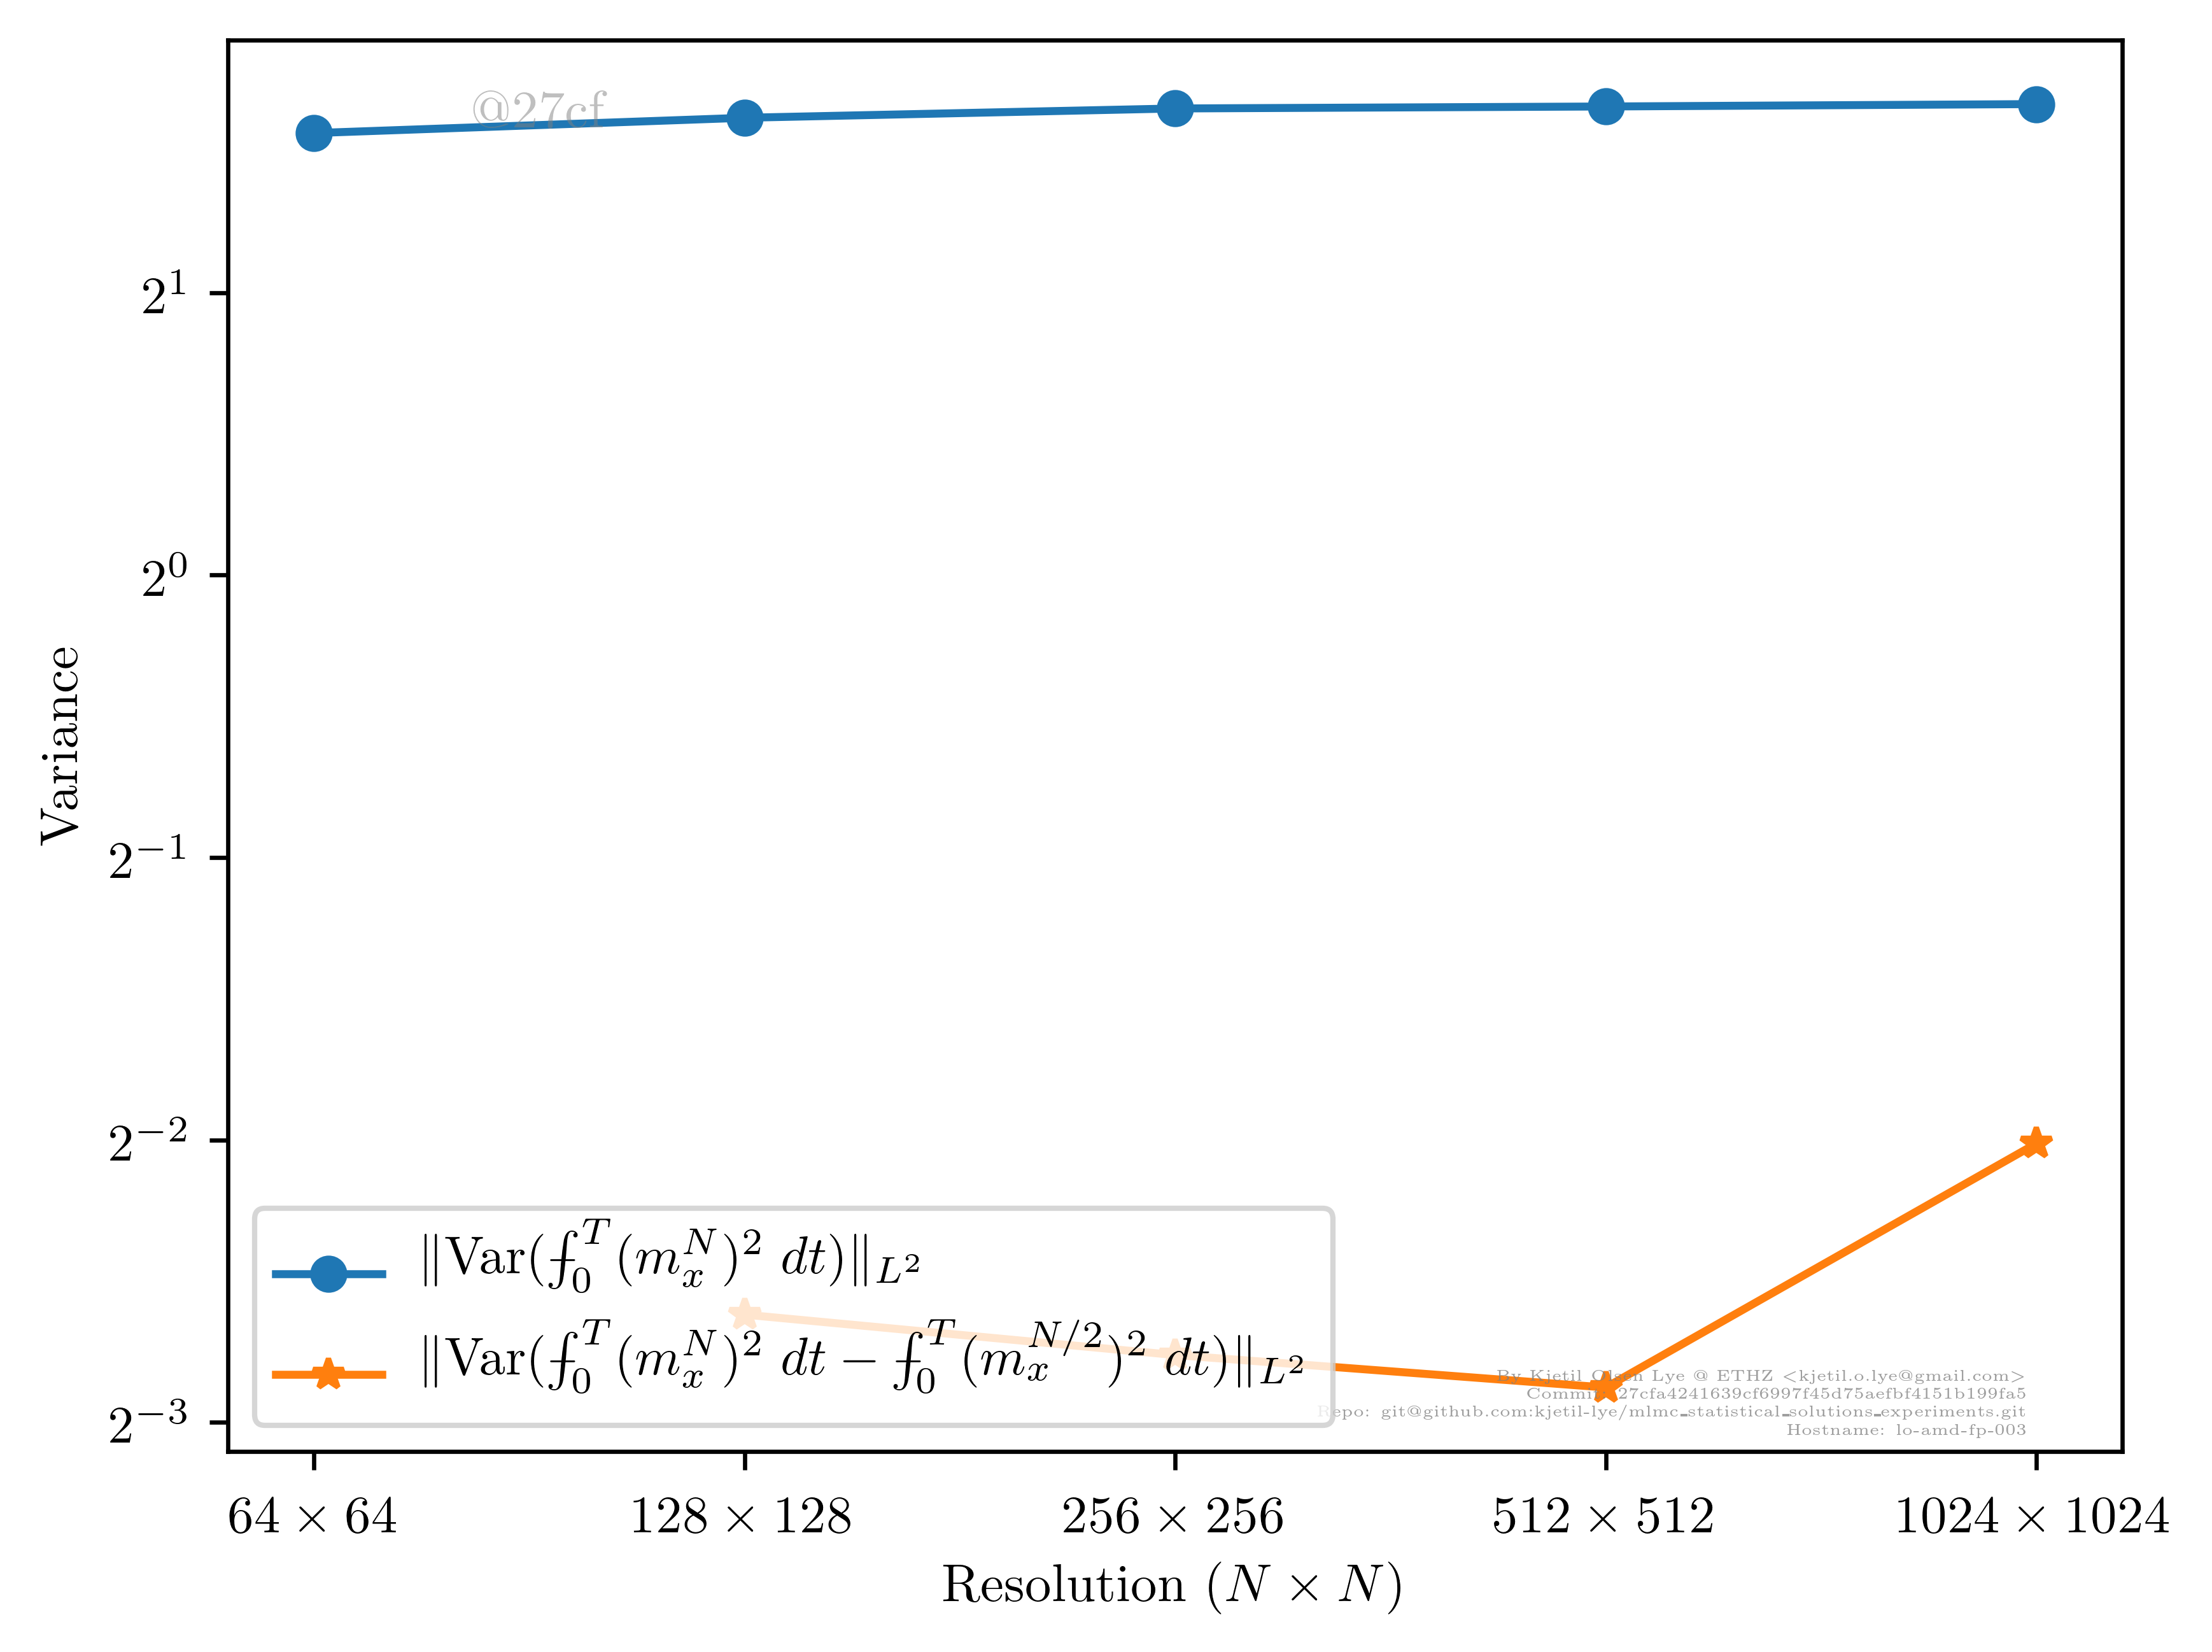 @27cf
2^1
2^0
2^{-1}
2^{-2}
2^{-3}
Variance
‖Var(⨍_0^T (m_x^N)^2 dt)‖_{L^2}
‖Var(⨍_0^T (m_x^N)^2 dt − ⨍_0^T (m_x^{N/2})^2 dt)‖_{L^2}
By Kjetil Olsen Lye @ ETHZ <kjetil.o.lye@gmail.com>
Commit: 27cfa4241639cf6997f45d75aefbf4151b199fa5
Repo: git@github.com:kjetil-lye/mlmc_statistical_solutions_experiments.git
Hostname: lo-amd-fp-003
64 × 64 128 × 128 256 × 256 512 × 512 1024 × 1024
Resolution (N × N)